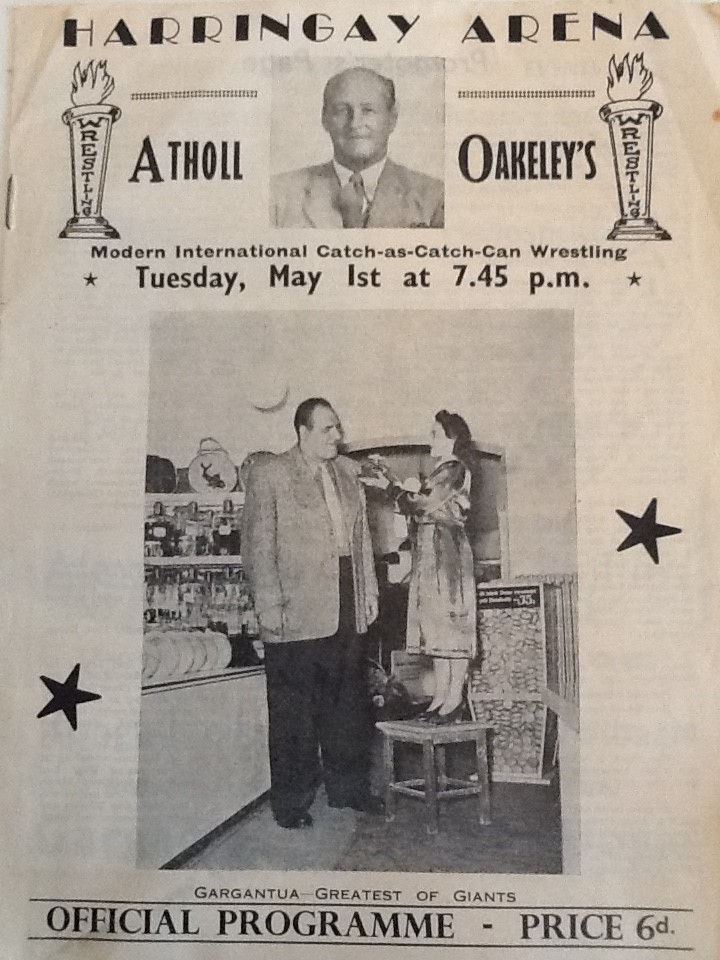 HARRINGAY ARENA
WRESTLING
ATHOLL
OAKELEY'S
WRESTLING
Modern International Catch-as-Catch-Can Wrestling
★ Tuesday, May 1st at 7.45 p.m. ★
GARGANTUA—GREATEST OF GIANTS
OFFICIAL PROGRAMME - PRICE 6d.